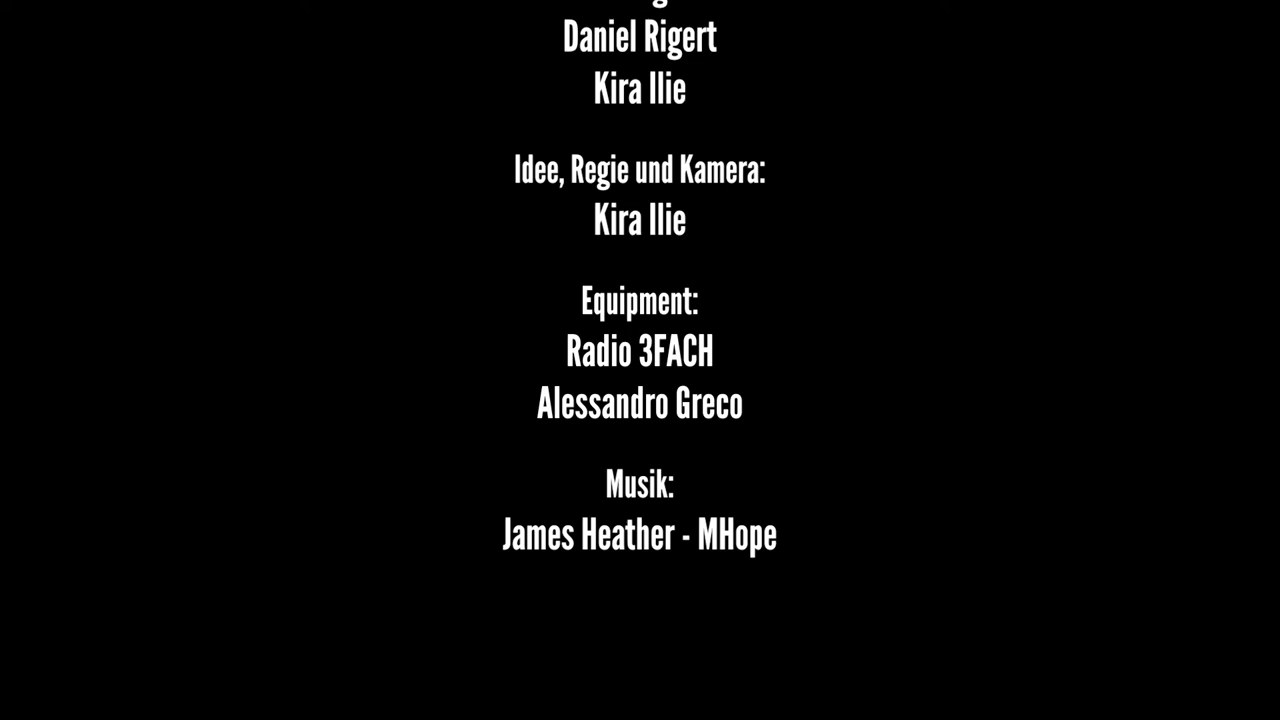 Daniel Rigert
Kira Ilie
Idee, Regie und Kamera:
Kira Ilie
Equipment:
Radio 3FACH
Alessandro Greco
Musik:
James Heather - MHope